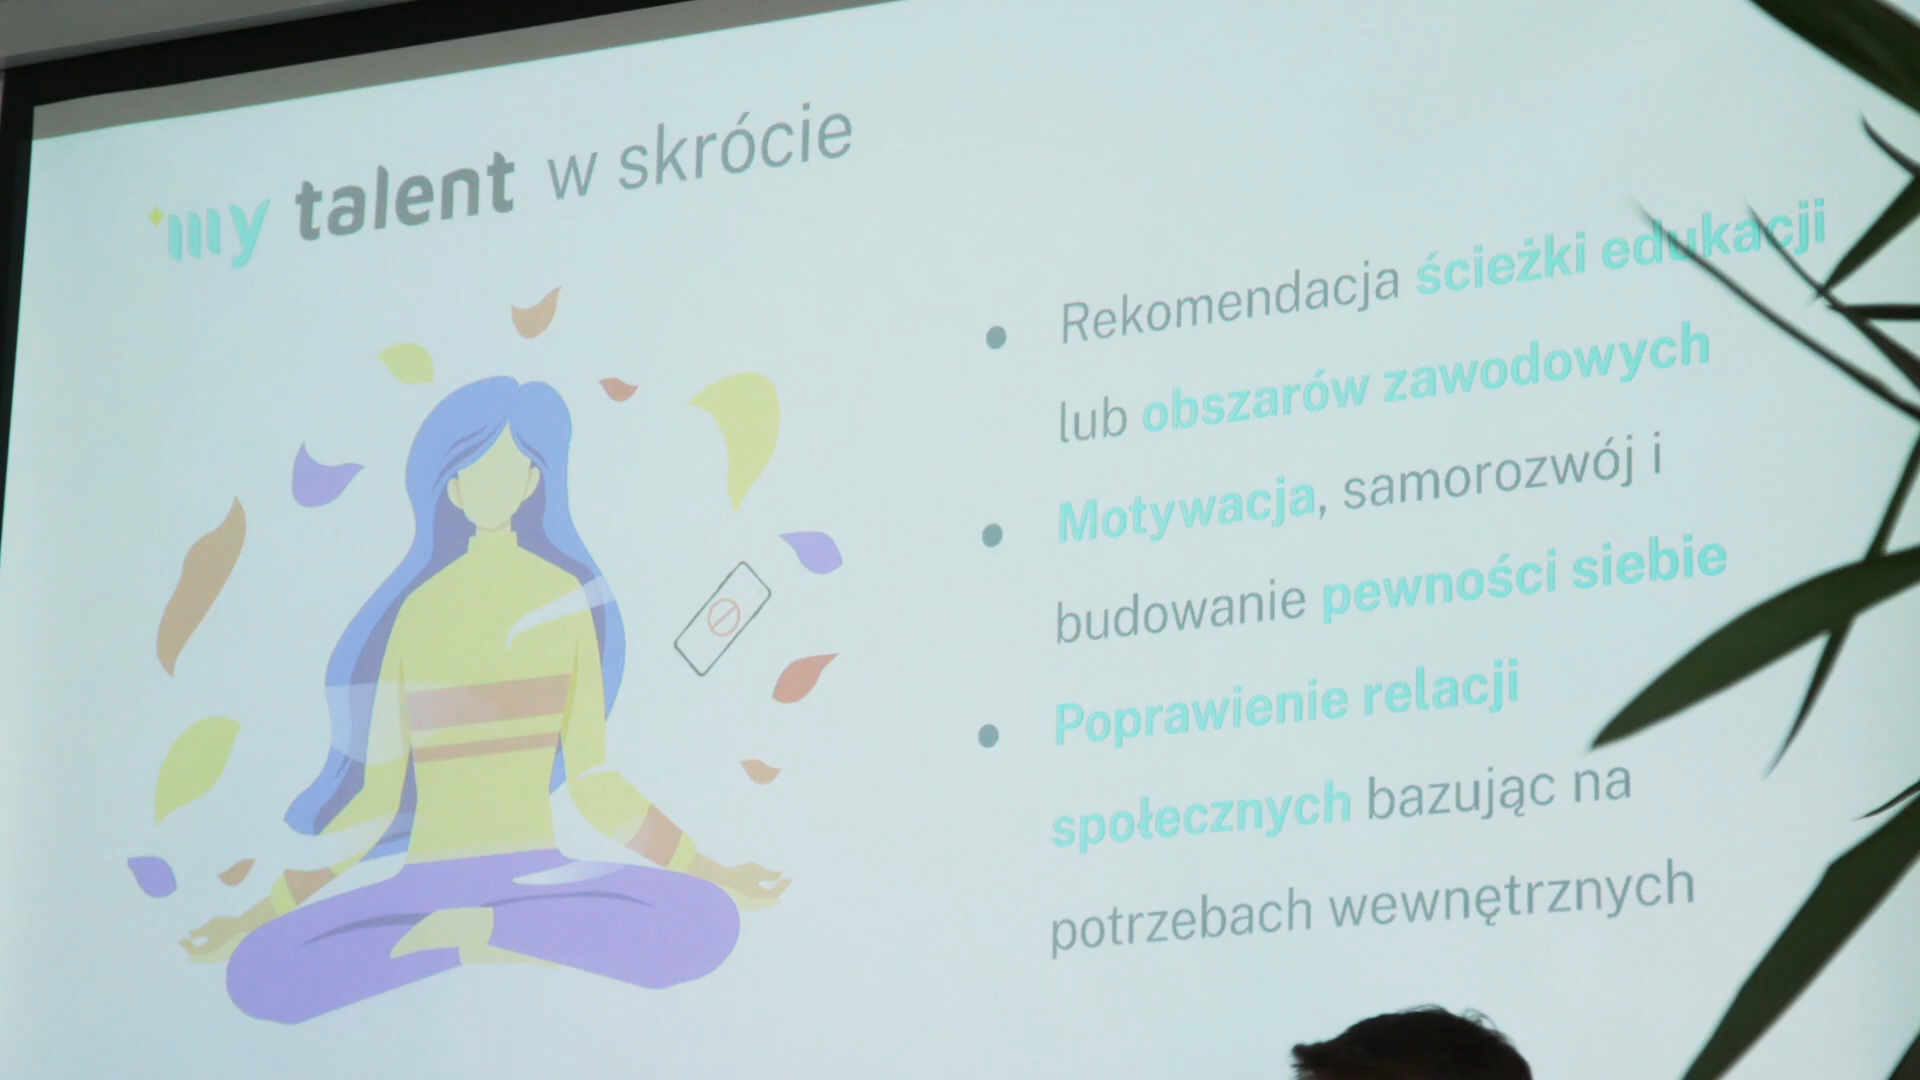 my talent w skrócie
Rekomendacja ścieżki edukacji
lub obszarów zawodowych
Motywacja, samorozwój i
budowanie pewności siebie
Poprawienie relacji
społecznych bazując na
potrzebach wewnętrznych